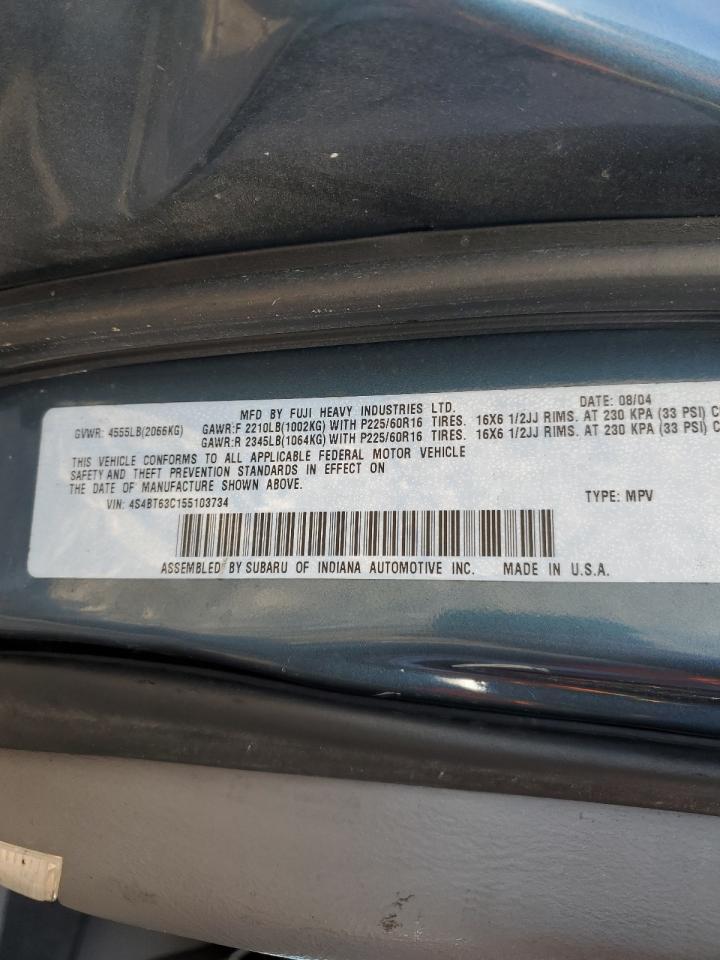 MFD BY FUJI HEAVY INDUSTRIES LTD. DATE: 08/04
GVWR: 4555LB(2066KG) GAWR:F 2210LB(1002KG) WITH P225/60R16 TIRES. 16X6 1/2JJ RIMS. AT 230 KPA (33 PSI) C
GAWR:R 2345LB(1064KG) WITH P225/60R16 TIRES. 16X6 1/2JJ RIMS. AT 230 KPA (33 PSI) C
THIS VEHICLE CONFORMS TO ALL APPLICABLE FEDERAL MOTOR VEHICLE
SAFETY AND THEFT PREVENTION STANDARDS IN EFFECT ON
THE DATE OF MANUFACTURE SHOWN ABOVE.
VIN: 4S4BT63C155103734 TYPE: MPV
ASSEMBLED BY SUBARU OF INDIANA AUTOMOTIVE INC. MADE IN U.S.A.